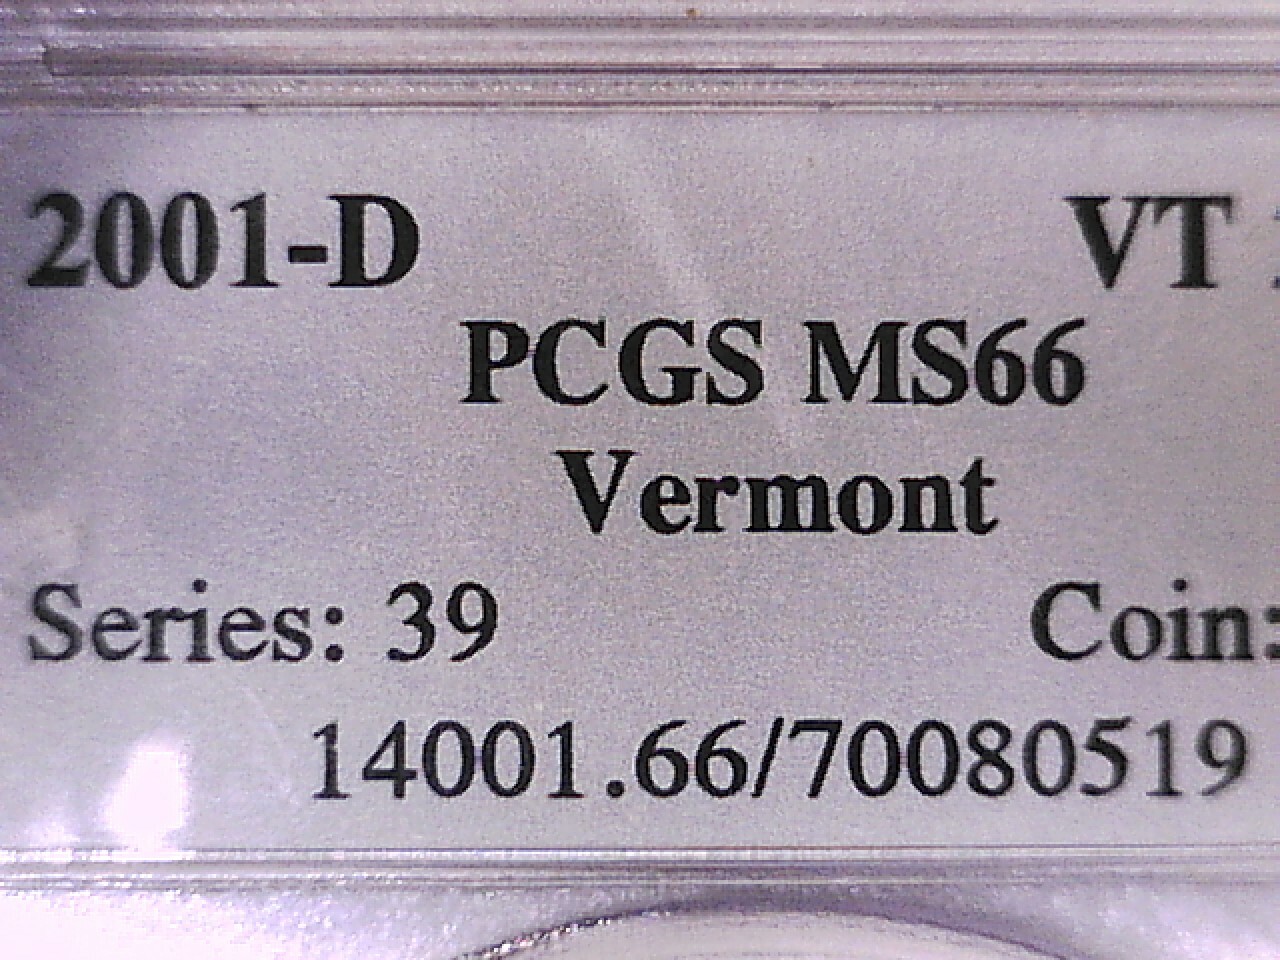 2001-D VT
PCGS MS66
Vermont
Series: 39 Coin:
14001.66/70080519